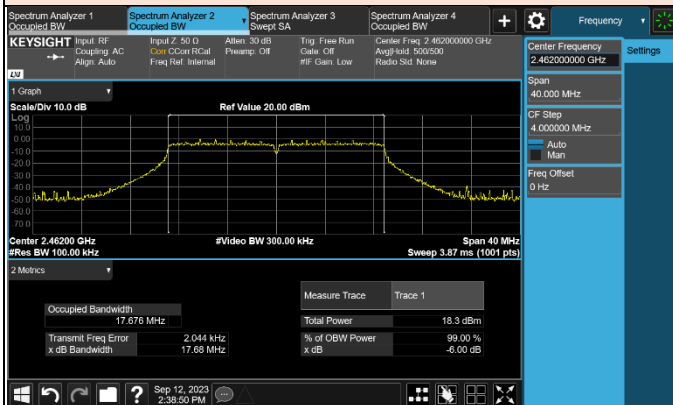 Spectrum Analyzer 1 Spectrum Analyzer 2 Spectrum Analyzer 3 Spectrum Analyzer 4 + Frequency
Occupied BW Occupied BW Swept SA Occupied BW
KEYSIGHT Input: RF Input Z: 50 Ω Atten: 30 dB Trig: Free Run Center Freq: 2.462000000 GHz
Coupling: AC Corr CCorr RCal Preamp: Off Gate: Off Avg|Hold: 500/500
Align: Auto Freq Ref: Internal #IF Gain: Low Radio Std: None
LXI
Center Frequency
2.462000000 GHz
Settings
Span
40.000 MHz
CF Step
4.000000 MHz
Auto
Man
Freq Offset
0 Hz
1 Graph
Scale/Div 10.0 dB Ref Value 20.00 dBm
Log
10.0
0.00
-10.0
-20.0
-30.0
-40.0
-50.0
-60.0
-70.0
Center 2.46200 GHz #Video BW 300.00 kHz Span 40 MHz
#Res BW 100.00 kHz Sweep 3.87 ms (1001 pts)
2 Metrics
Measure Trace Trace 1
Occupied Bandwidth
17.676 MHz Total Power 18.3 dBm
Transmit Freq Error 2.044 kHz % of OBW Power 99.00 %
x dB Bandwidth 17.68 MHz x dB -6.00 dB
? Sep 12, 2023
2:38:50 PM